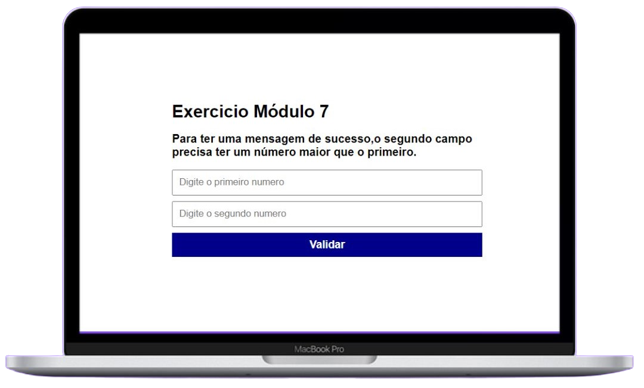 Exercicio Módulo 7
Para ter uma mensagem de sucesso,o segundo campo
precisa ter um número maior que o primeiro.
Digite o primeiro numero
Digite o segundo numero
Validar
MacBook Pro